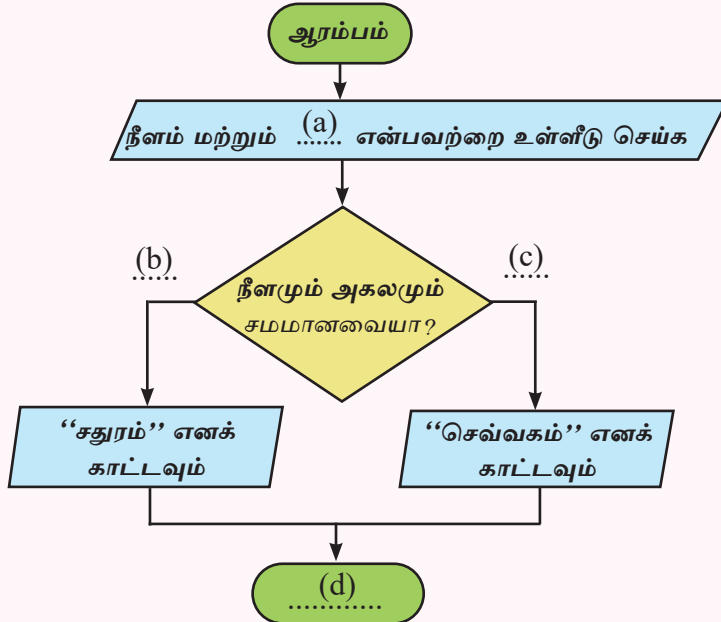 ஆரம்பம்
நீளம் மற்றும் (a) ....... என்பவற்றை உள்ளீடு செய்க
(b) ......
(c) ......
நீளமும் அகலமும்
சமமானவையா?
“சதுரம்” எனக்
காட்டவும்
“செவ்வகம்” எனக்
காட்டவும்
(d) ............